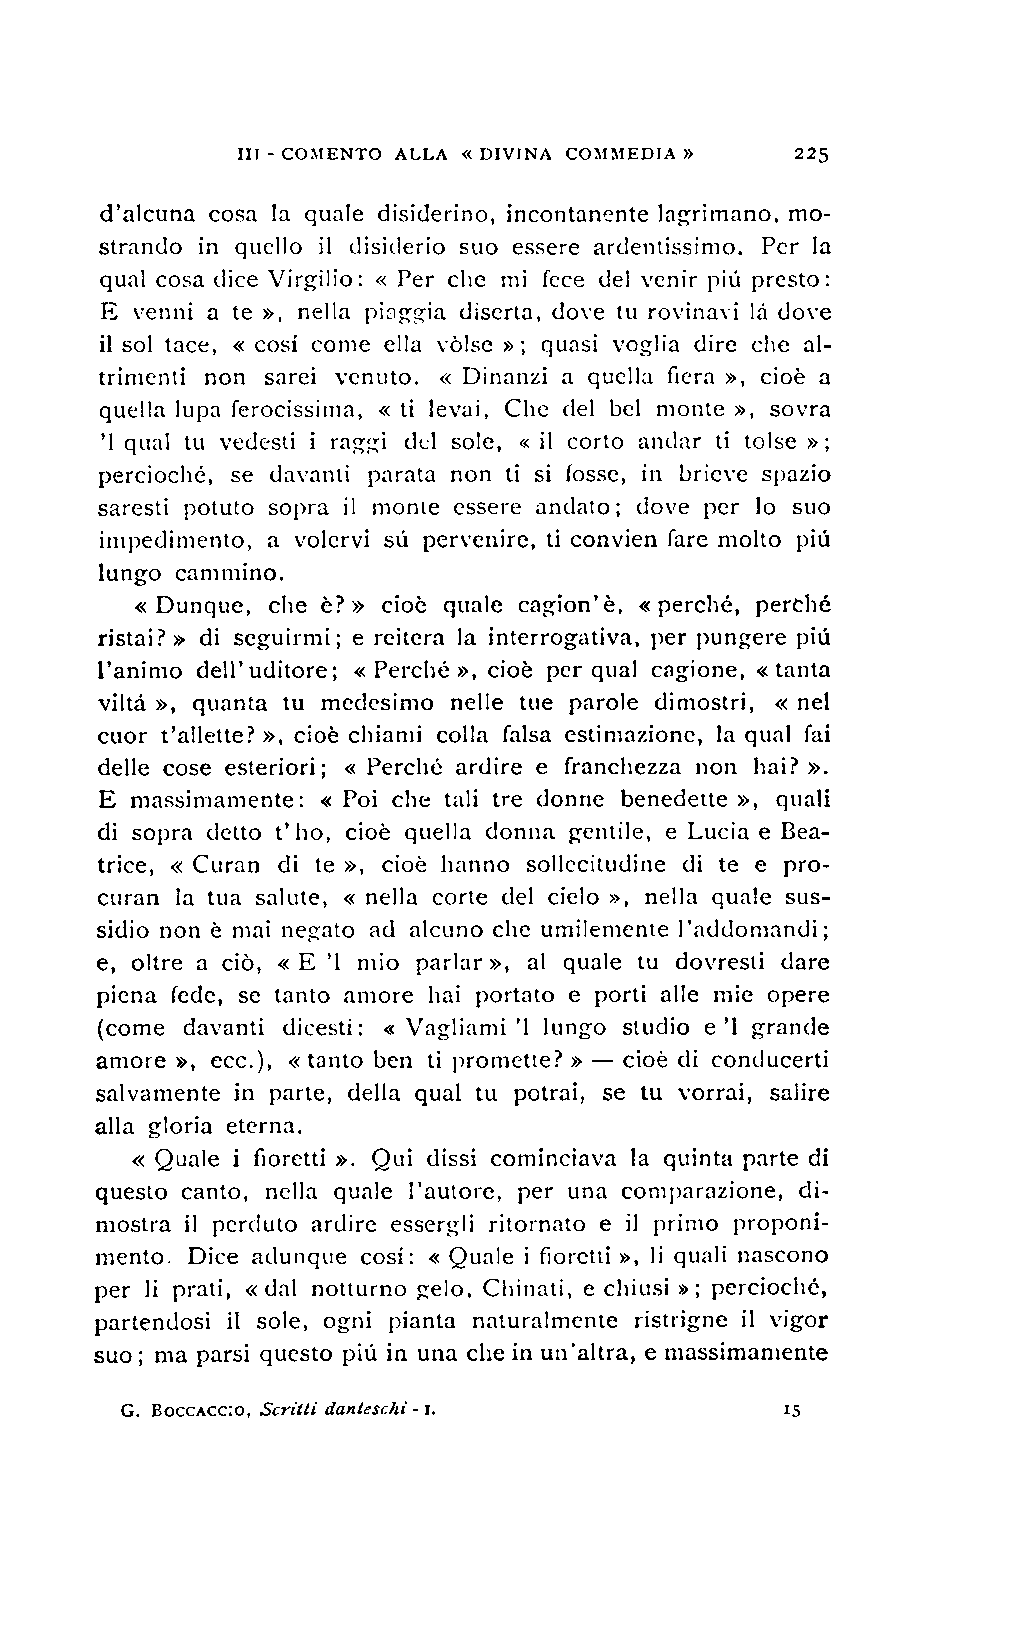 III - COMENTO ALLA « DIVINA COMMEDIA » 225
d'alcuna cosa la quale disiderino, incontanente lagrimano, mo-
strando in quello il disiderio suo essere ardentissimo. Per la
qual cosa dice Virgilio: « Per che mi fece del venir piú presto:
E venni a te », nella piaggia diserta, dove tu rovinavi lá dove
il sol tace, « cosí come ella vòlse »; quasi voglia dire che al-
trimenti non sarei venuto. « Dinanzi a quella fiera », cioè a
quella lupa ferocissima, « ti levai, Che del bel monte », sovra
'l qual tu vedesti i raggi del sole, « il corto andar ti tolse »;
percioché, se davanti parata non ti si fosse, in brieve spazio
saresti potuto sopra il monte essere andato; dove per lo suo
impedimento, a volervi sú pervenire, ti convien fare molto piú
lungo cammino.
« Dunque, che è? » cioè quale cagion'è, « perché, perché
ristai? » di seguirmi; e reitera la interrogativa, per pungere piú
l'animo dell'uditore; « Perché », cioè per qual cagione, « tanta
viltá », quanta tu medesimo nelle tue parole dimostri, « nel
cuor t'allette? », cioè chiami colla falsa estimazione, la qual fai
delle cose esteriori; « Perché ardire e franchezza non hai? ».
E massimamente: « Poi che tali tre donne benedette », quali
di sopra detto t'ho, cioè quella donna gentile, e Lucia e Bea-
trice, « Curan di te », cioè hanno sollecitudine di te e pro-
curan la tua salute, « nella corte del cielo », nella quale sus-
sidio non è mai negato ad alcuno che umilemente l'addomandi;
e, oltre a ciò, « E 'l mio parlar », al quale tu dovresti dare
piena fede, se tanto amore hai portato e porti alle mie opere
(come davanti dicesti: « Vagliami 'l lungo studio e 'l grande
amore », ecc.), « tanto ben ti promette? » — cioè di conducerti
salvamente in parte, della qual tu potrai, se tu vorrai, salire
alla gloria eterna.
« Quale i fioretti ». Qui dissi cominciava la quinta parte di
questo canto, nella quale l'autore, per una comparazione, di-
mostra il perduto ardire essergli ritornato e il primo proponi-
mento. Dice adunque cosí: « Quale i fioretti », li quali nascono
per li prati, « dal notturno gelo, Chinati, e chiusi »; percioché,
partendosi il sole, ogni pianta naturalmente ristrigne il vigor
suo; ma parsi questo piú in una che in un'altra, e massimamente
G. BOCCACCIO, Scritti danteschi - I. 15